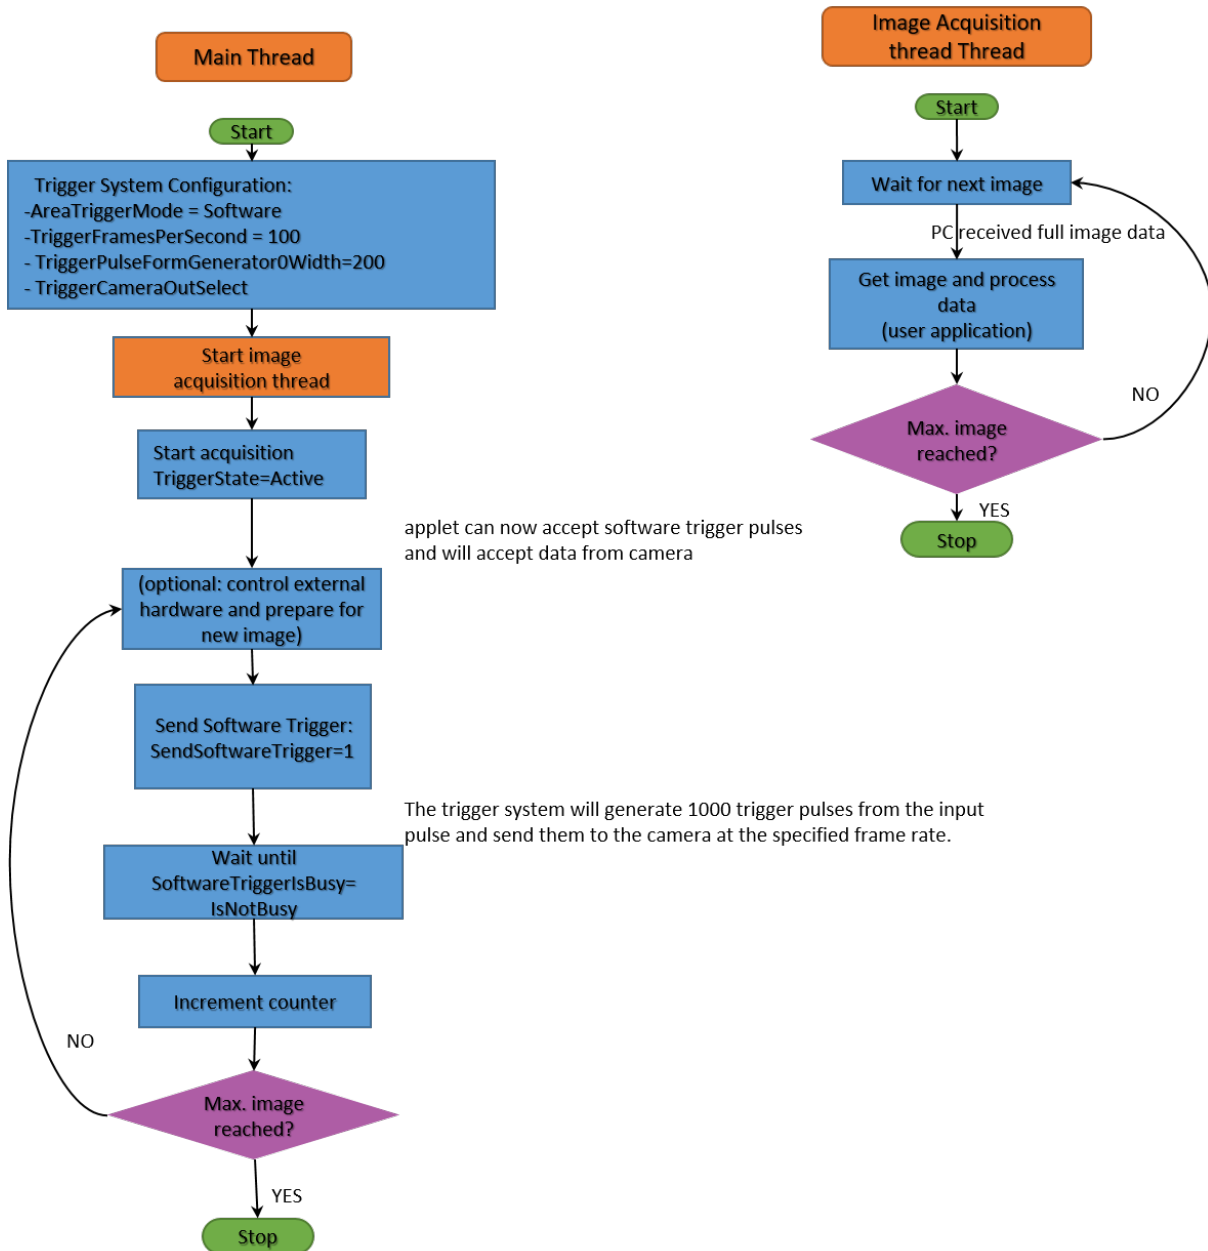 Main Thread
Start
Trigger System Configuration:
-AreaTriggerMode = Software
-TriggerFramesPerSecond = 100
- TriggerPulseFormGenerator0Width=200
- TriggerCameraOutSelect
Start image
acquisition thread
Start acquisition
TriggerState=Active
applet can now accept software trigger pulses
and will accept data from camera
(optional: control external
hardware and prepare for
new image)
Send Software Trigger:
SendSoftwareTrigger=1
The trigger system will generate 1000 trigger pulses from the input
pulse and send them to the camera at the specified frame rate.
Wait until
SoftwareTriggerIsBusy=
IsNotBusy
Increment counter
NO
Max. image
reached?
YES
Stop
Image Acquisition
thread Thread
Start
Wait for next image
PC received full image data
Get image and process
data
(user application)
NO
Max. image
reached?
YES
Stop